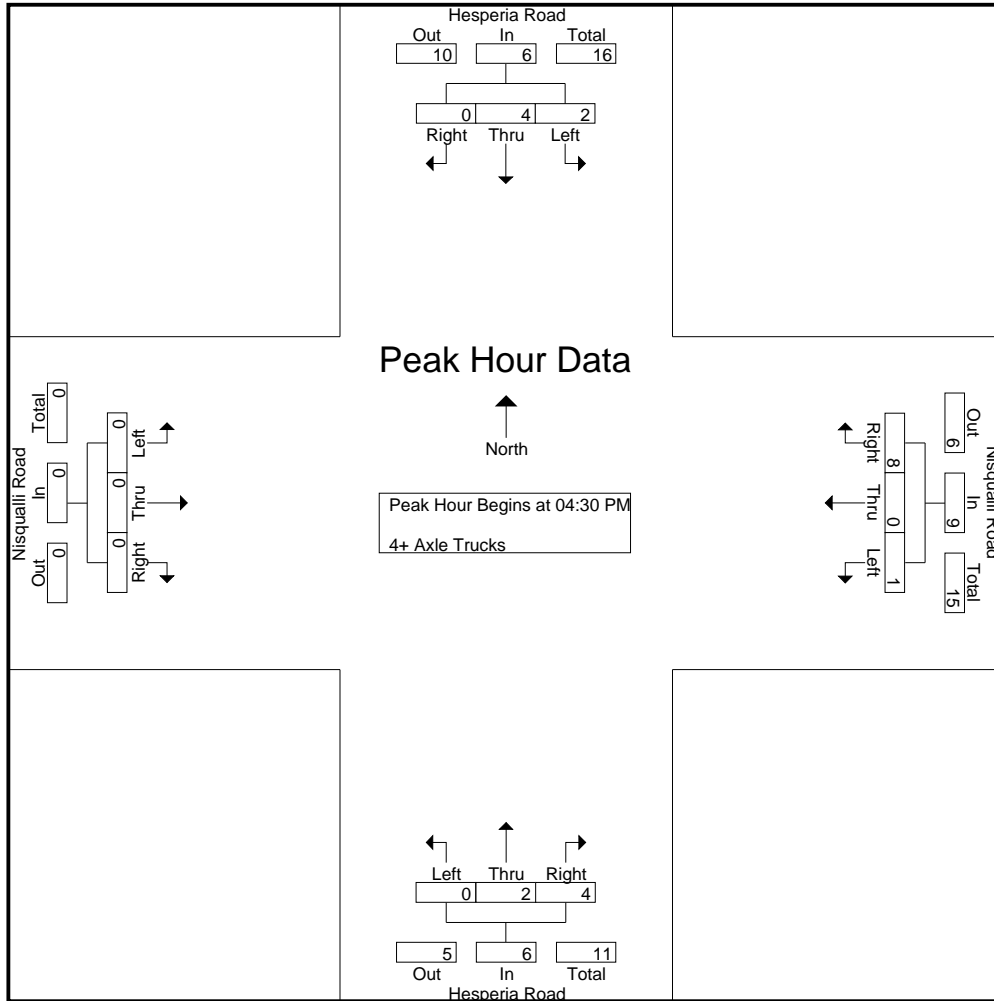 Hesperia Road
Out In Total
10 6 16
0 4 2
Right Thru Left
Peak Hour Data
North
Peak Hour Begins at 04:30 PM
4+ Axle Trucks
Nisqualli Road
Total In Out
0 0 0
0 0 0
Left Thru Right
Nisqualli Road
Out In Total
6 9 15
8 0 1
Right Thru Left
Left Thru Right
0 2 4
5 6 11
Out In Total
Hesperia Road